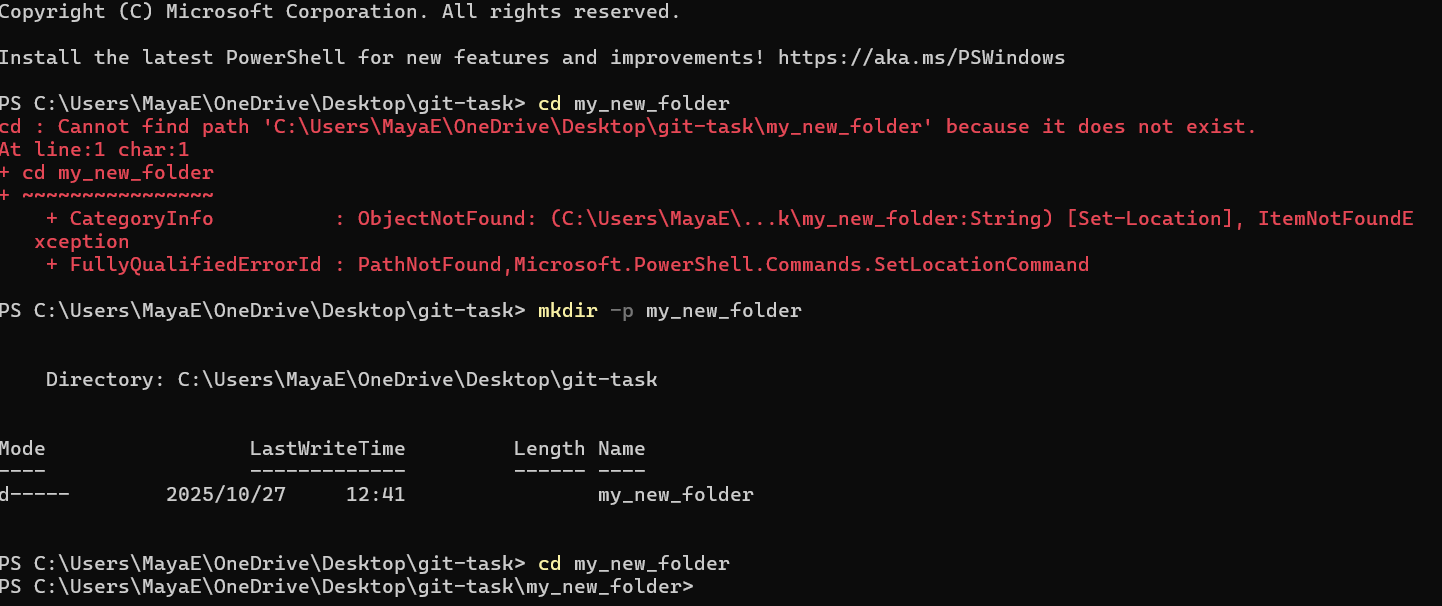 Copyright (C) Microsoft Corporation. All rights reserved.
Install the latest PowerShell for new features and improvements! https://aka.ms/PSWindows
PS C:\Users\MayaE\OneDrive\Desktop\git-task> cd my_new_folder
cd : Cannot find path 'C:\Users\MayaE\OneDrive\Desktop\git-task\my_new_folder' because it does not exist.
At line:1 char:1
+ cd my_new_folder
+ ~~~~~~~~~~~~~~~~
    + CategoryInfo          : ObjectNotFound: (C:\Users\MayaE\...k\my_new_folder:String) [Set-Location], ItemNotFoundE
   xception
    + FullyQualifiedErrorId : PathNotFound,Microsoft.PowerShell.Commands.SetLocationCommand
PS C:\Users\MayaE\OneDrive\Desktop\git-task> mkdir -p my_new_folder
    Directory: C:\Users\MayaE\OneDrive\Desktop\git-task
Mode                 LastWriteTime         Length Name
----                 -------------         ------ ----
d-----        2025/10/27     12:41                my_new_folder
PS C:\Users\MayaE\OneDrive\Desktop\git-task> cd my_new_folder
PS C:\Users\MayaE\OneDrive\Desktop\git-task\my_new_folder>